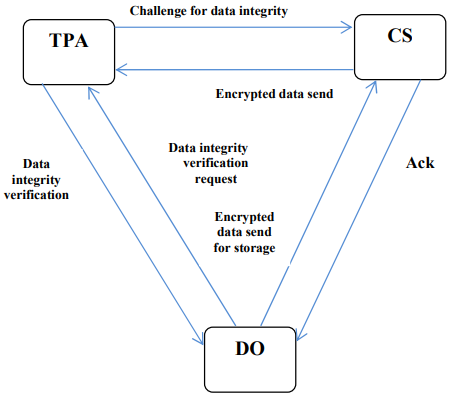 Challenge for data integrity
TPA
CS
Encrypted data send
Data integrity
verification
request
Data
integrity
verification
Ack
Encrypted
data send
for storage
DO